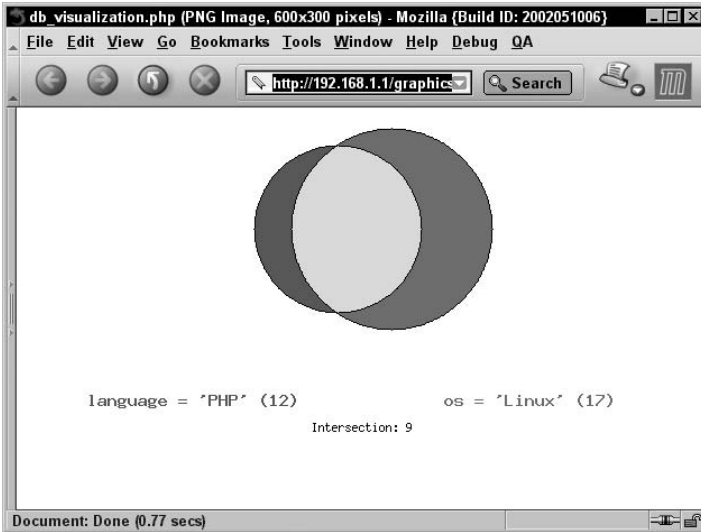 db_visualization.php (PNG Image, 600x300 pixels) - Mozilla {Build ID: 2002051006}
File Edit View Go Bookmarks Tools Window Help Debug QA
http://192.168.1.1/graphics Search
language = 'PHP' (12) os = 'Linux' (17)
Intersection: 9
Document: Done (0.77 secs)